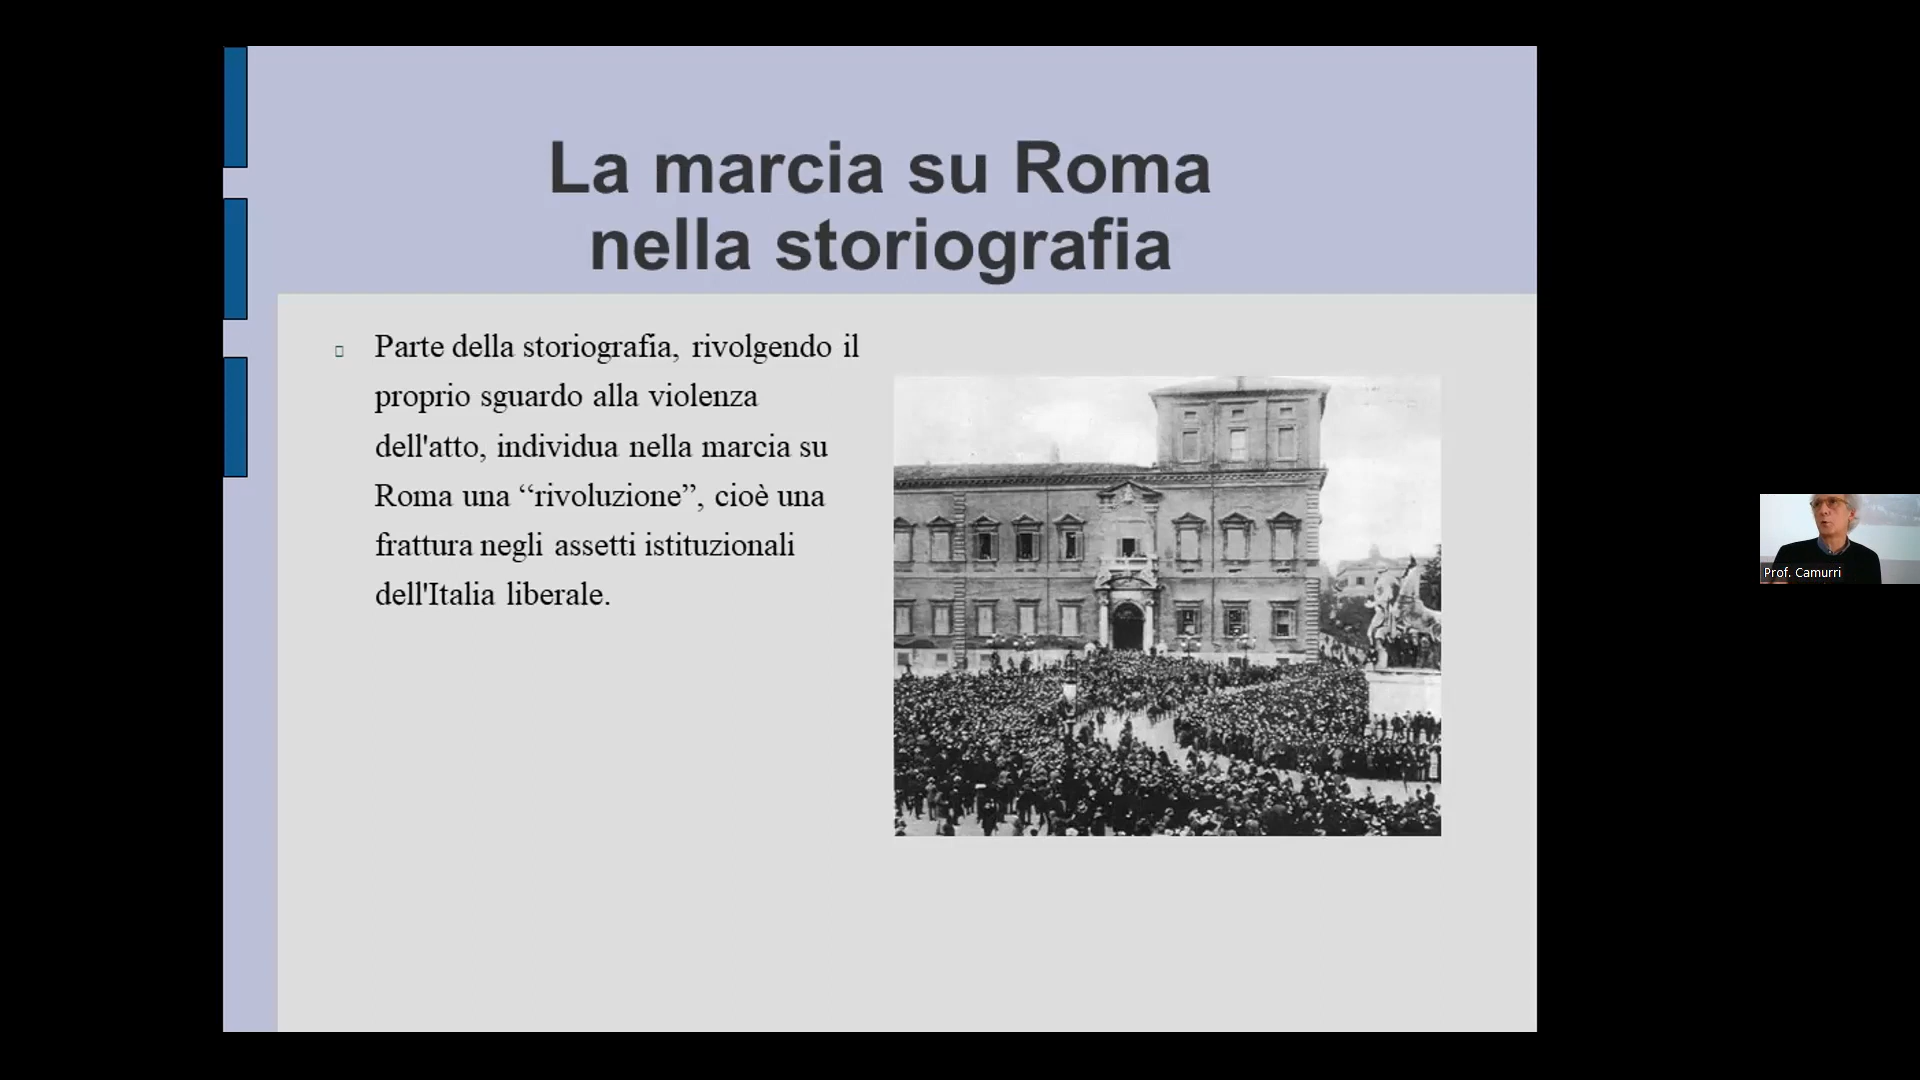 La marcia su Roma
nella storiografia
Parte della storiografia, rivolgendo il
proprio sguardo alla violenza
dell'atto, individua nella marcia su
Roma una “rivoluzione”, cioè una
frattura negli assetti istituzionali
dell'Italia liberale.
Prof. Camurri